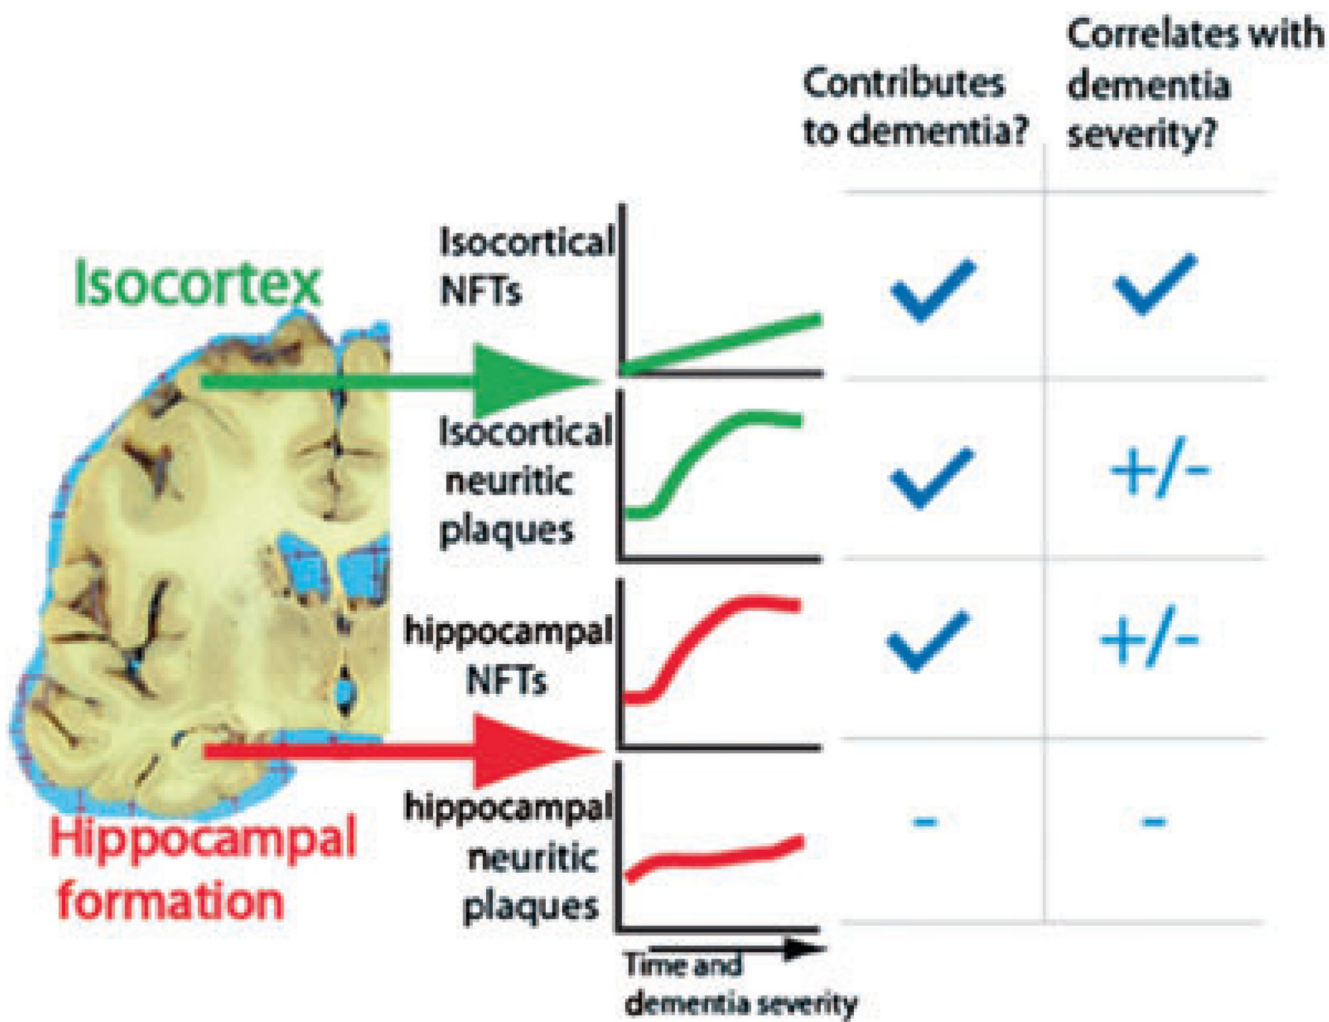 Contributes
to dementia?
Correlates with
dementia
severity?
Isocortex
Isocortical
NFTs
Isocortical
neuritic
plaques
+/-
hippocampal
NFTs
+/-
Hippocampal
formation
hippocampal
neuritic
plaques
-
-
Time and
dementia severity